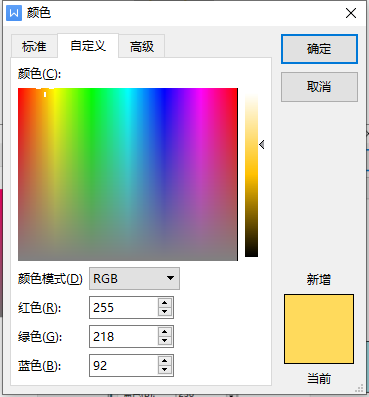 W 颜色
标准 自定义 高级
确定
取消
颜色(C):
颜色模式(D) RGB
红色(R): 255
绿色(G): 218
蓝色(B): 92
新增
当前